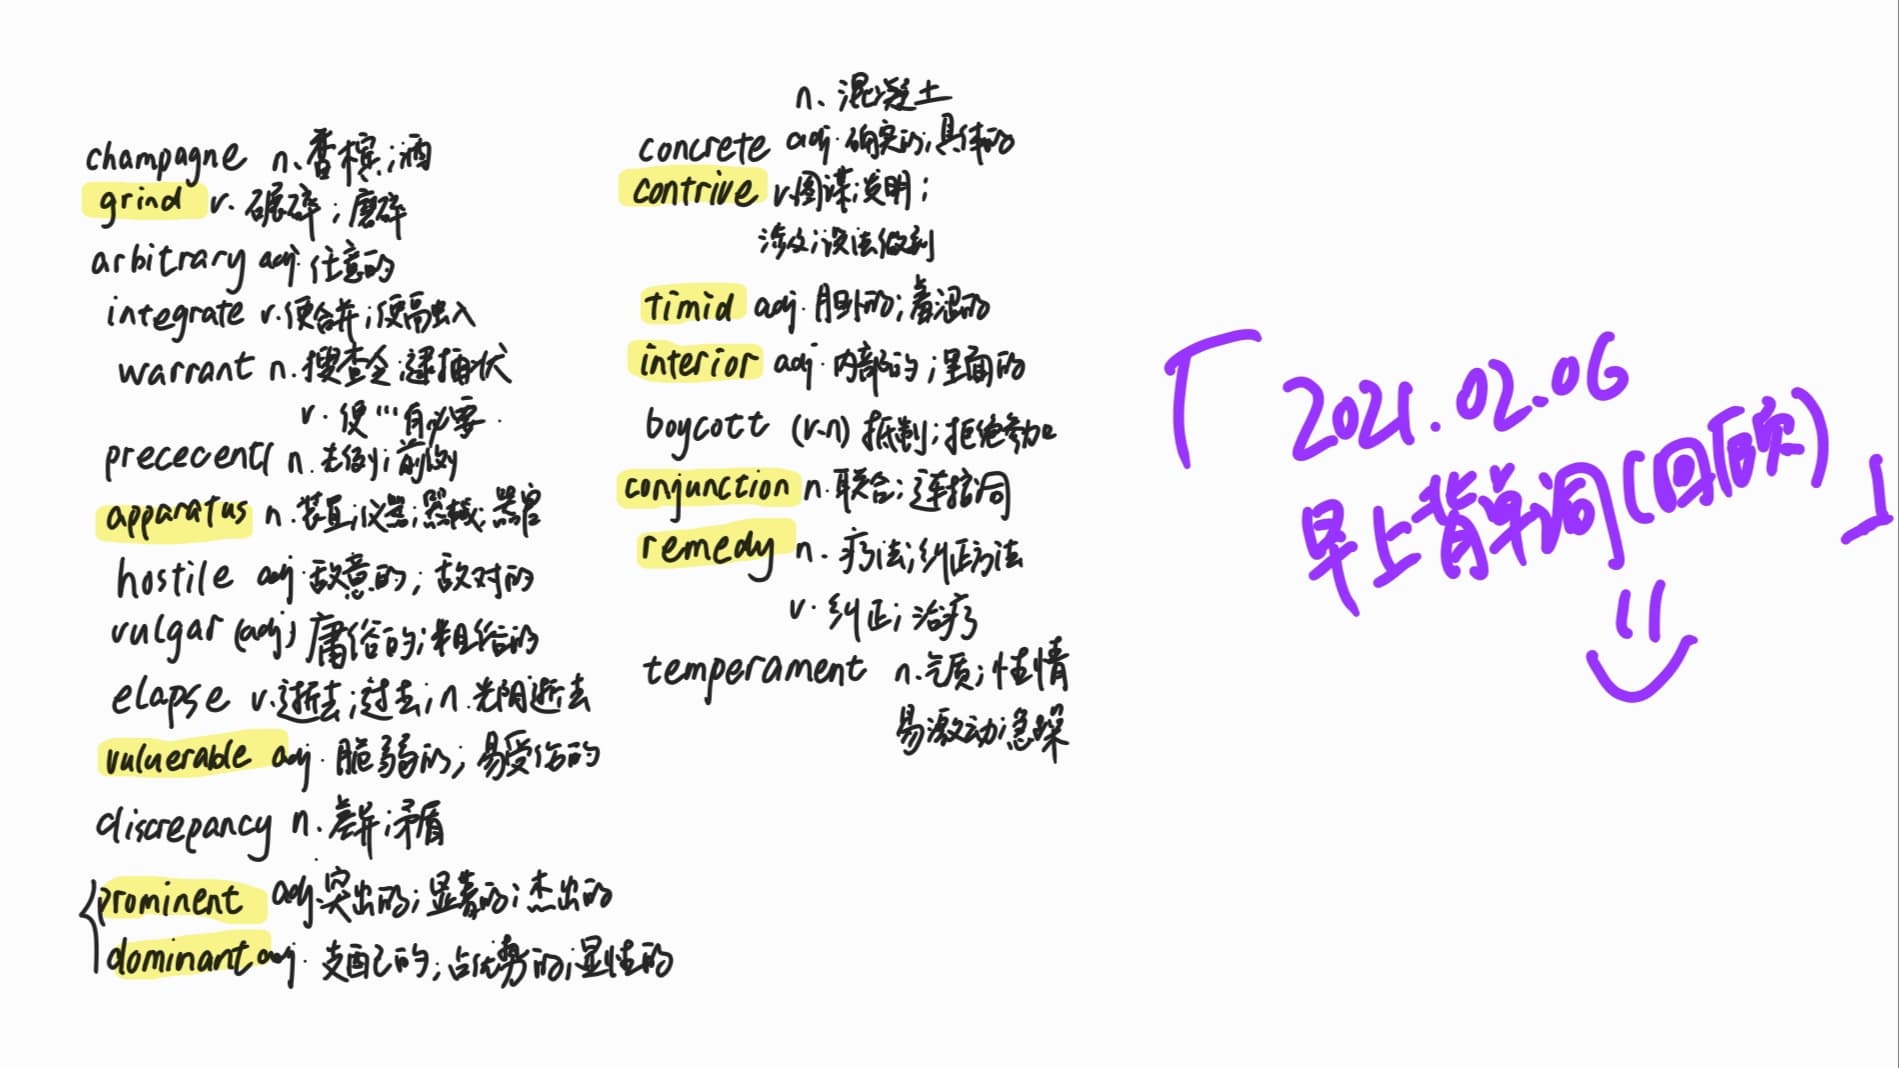 champagne n. 香槟;酒
grind v. 碾碎;磨碎
arbitrary adj. 任意的
integrate v. 使合并;使融入
warrant n. 搜查令;逮捕状
v. 使…有必要.
prececent n. 先例;前例
apparatus n. 装置;仪器;器械;器官
hostile adj. 敌意的;敌对的
vulgar (adj) 庸俗的;粗俗的
elapse v. 逝去;过去;n. 光阴逝去
vuluerable adj. 脆弱的;易受伤的
discrepancy n. 差异;矛盾
prominent adj. 突出的;显著的;杰出的
dominant adj. 支配的;占优势的;显性的
n. 混凝土
concrete adj. 确实的;具体的
contrive v. 图谋;发明;
涉及;设法做到
timid adj. 胆小的;羞涩的
interior adj. 内部的;里面的
boycott (v.n) 抵制;拒绝参加
conjunction n. 联合;连接词
remedy n. 疗法;纠正方法
v. 纠正;治疗
temperament n. 气质;性情
易激动;急躁
「2021.02.06
早上背单词(回顾)」